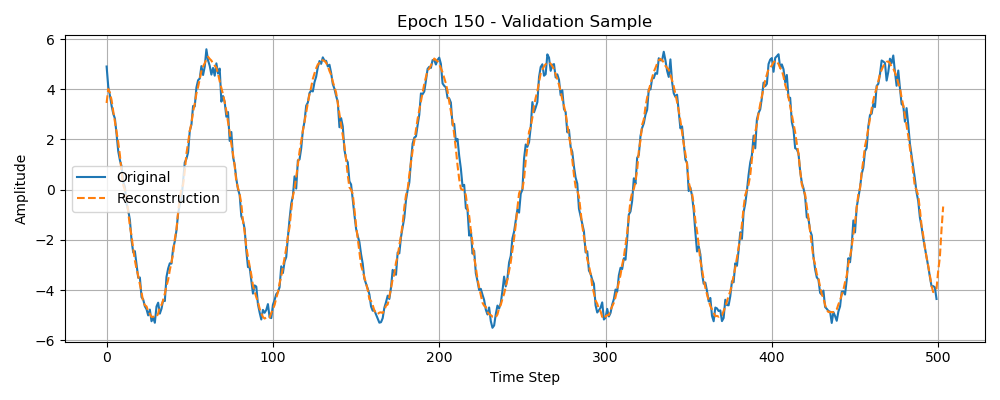 Epoch 150 - Validation Sample
6
4
2
0
−2
−4
−6
Amplitude
Original
Reconstruction
0
100
200
300
400
500
Time Step